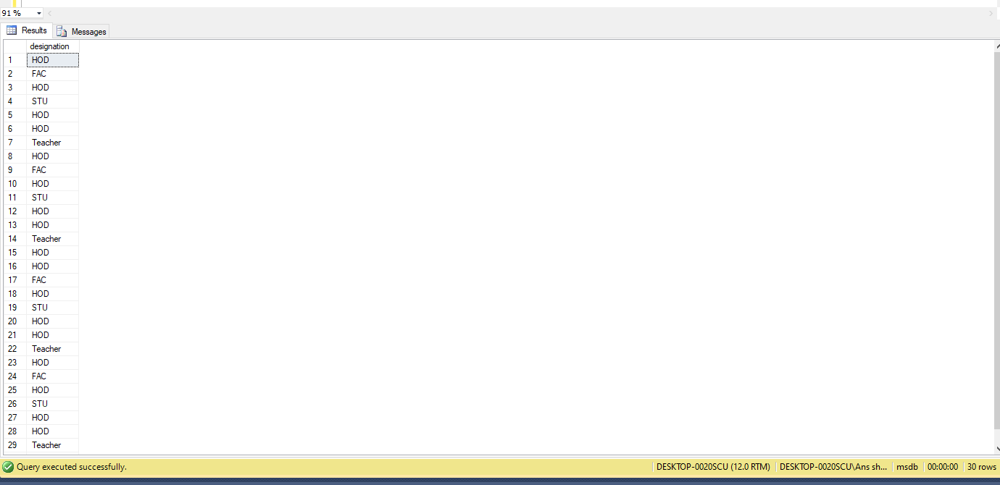 91 %
Results Messages
designation
1 HOD
2 FAC
3 HOD
4 STU
5 HOD
6 HOD
7 Teacher
8 HOD
9 FAC
10 HOD
11 STU
12 HOD
13 HOD
14 Teacher
15 HOD
16 HOD
17 FAC
18 HOD
19 STU
20 HOD
21 HOD
22 Teacher
23 HOD
24 FAC
25 HOD
26 STU
27 HOD
28 HOD
29 Teacher
Query executed successfully. DESKTOP-0020SCU (12.0 RTM) DESKTOP-0020SCU\Ans sh... msdb 00:00:00 30 rows